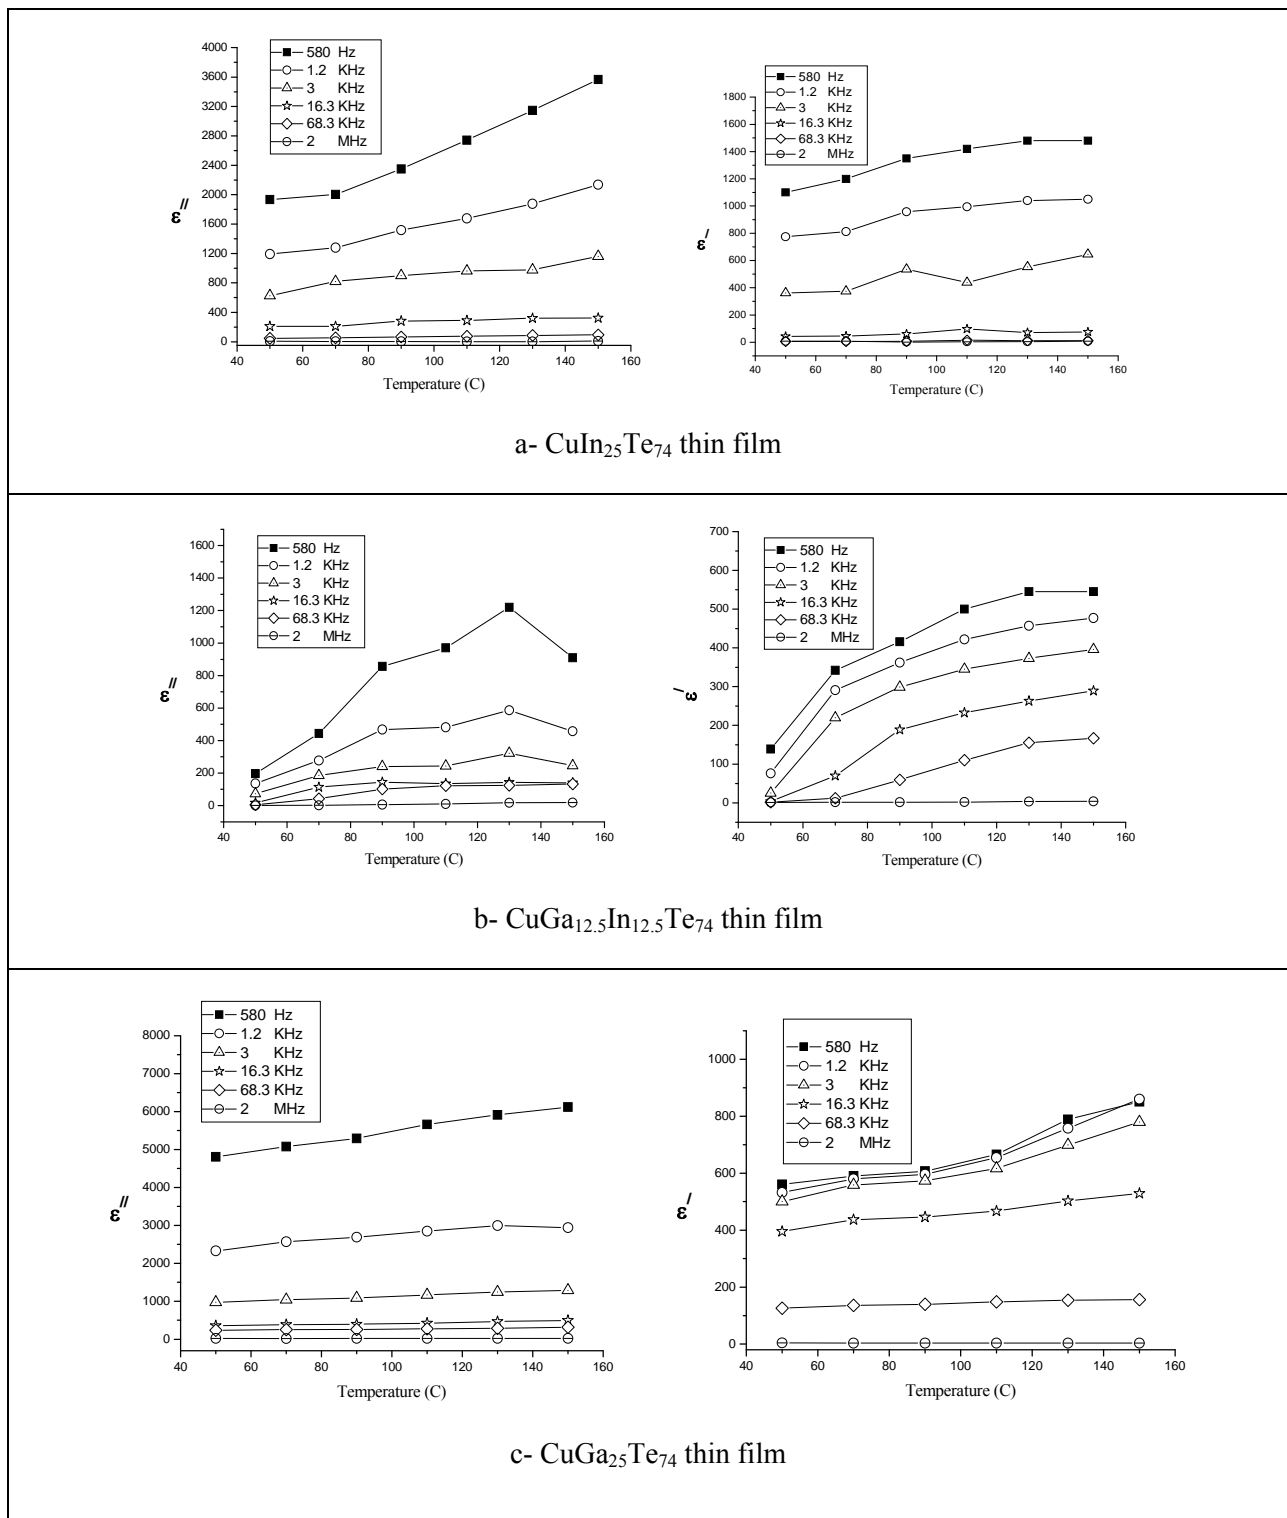 580 Hz
1.2 KHz
3 KHz
16.3 KHz
68.3 KHz
2 MHz
4000
3600
3200
2800
2400
2000
1600
1200
800
400
0
ε//
40 60 80 100 120 140 160
Temperature (C)
580 Hz
1.2 KHz
3 KHz
16.3 KHz
68.3 KHz
2 MHz
1800
1600
1400
1200
1000
800
600
400
200
0
ε/
40 60 80 100 120 140 160
Temperature (C)
a- CuIn25Te74 thin film
580 Hz
1.2 KHz
3 KHz
16.3 KHz
68.3 KHz
2 MHz
1600
1400
1200
1000
800
600
400
200
0
ε//
40 60 80 100 120 140 160
Temperature (C)
580 Hz
1.2 KHz
3 KHz
16.3 KHz
68.3 KHz
2 MHz
700
600
500
400
300
200
100
0
ε/
40 60 80 100 120 140 160
Temperature (C)
b- CuGa12.5In12.5Te74 thin film
580 Hz
1.2 KHz
3 KHz
16.3 KHz
68.3 KHz
2 MHz
8000
7000
6000
5000
4000
3000
2000
1000
0
ε//
40 60 80 100 120 140 160
Temperature (C)
580 Hz
1.2 KHz
3 KHz
16.3 KHz
68.3 KHz
2 MHz
1000
800
600
400
200
0
ε/
40 60 80 100 120 140 160
Temperature (C)
c- CuGa25Te74 thin film